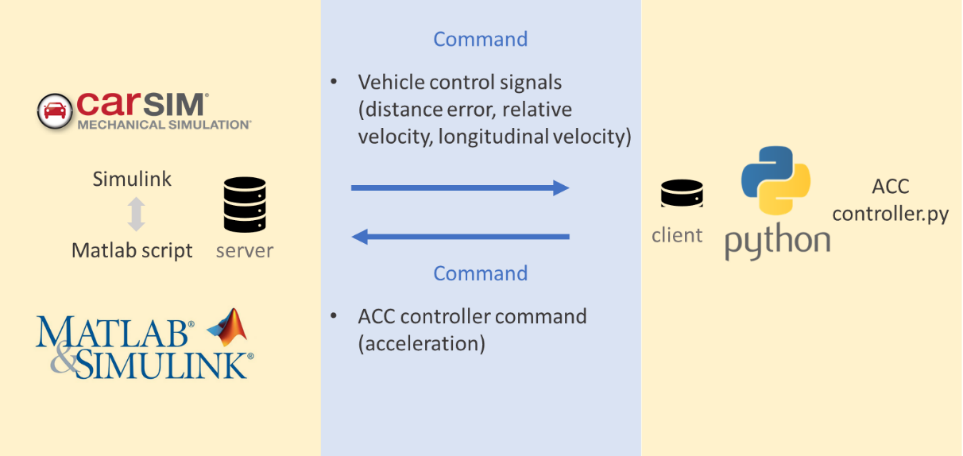 Command
• Vehicle control signals
(distance error, relative
velocity, longitudinal velocity)
carSIM®
MECHANICAL SIMULATION®
Simulink
Matlab script
server
client
python
ACC
controller.py
Command
• ACC controller command
(acceleration)
MATLAB®
&SIMULINK®